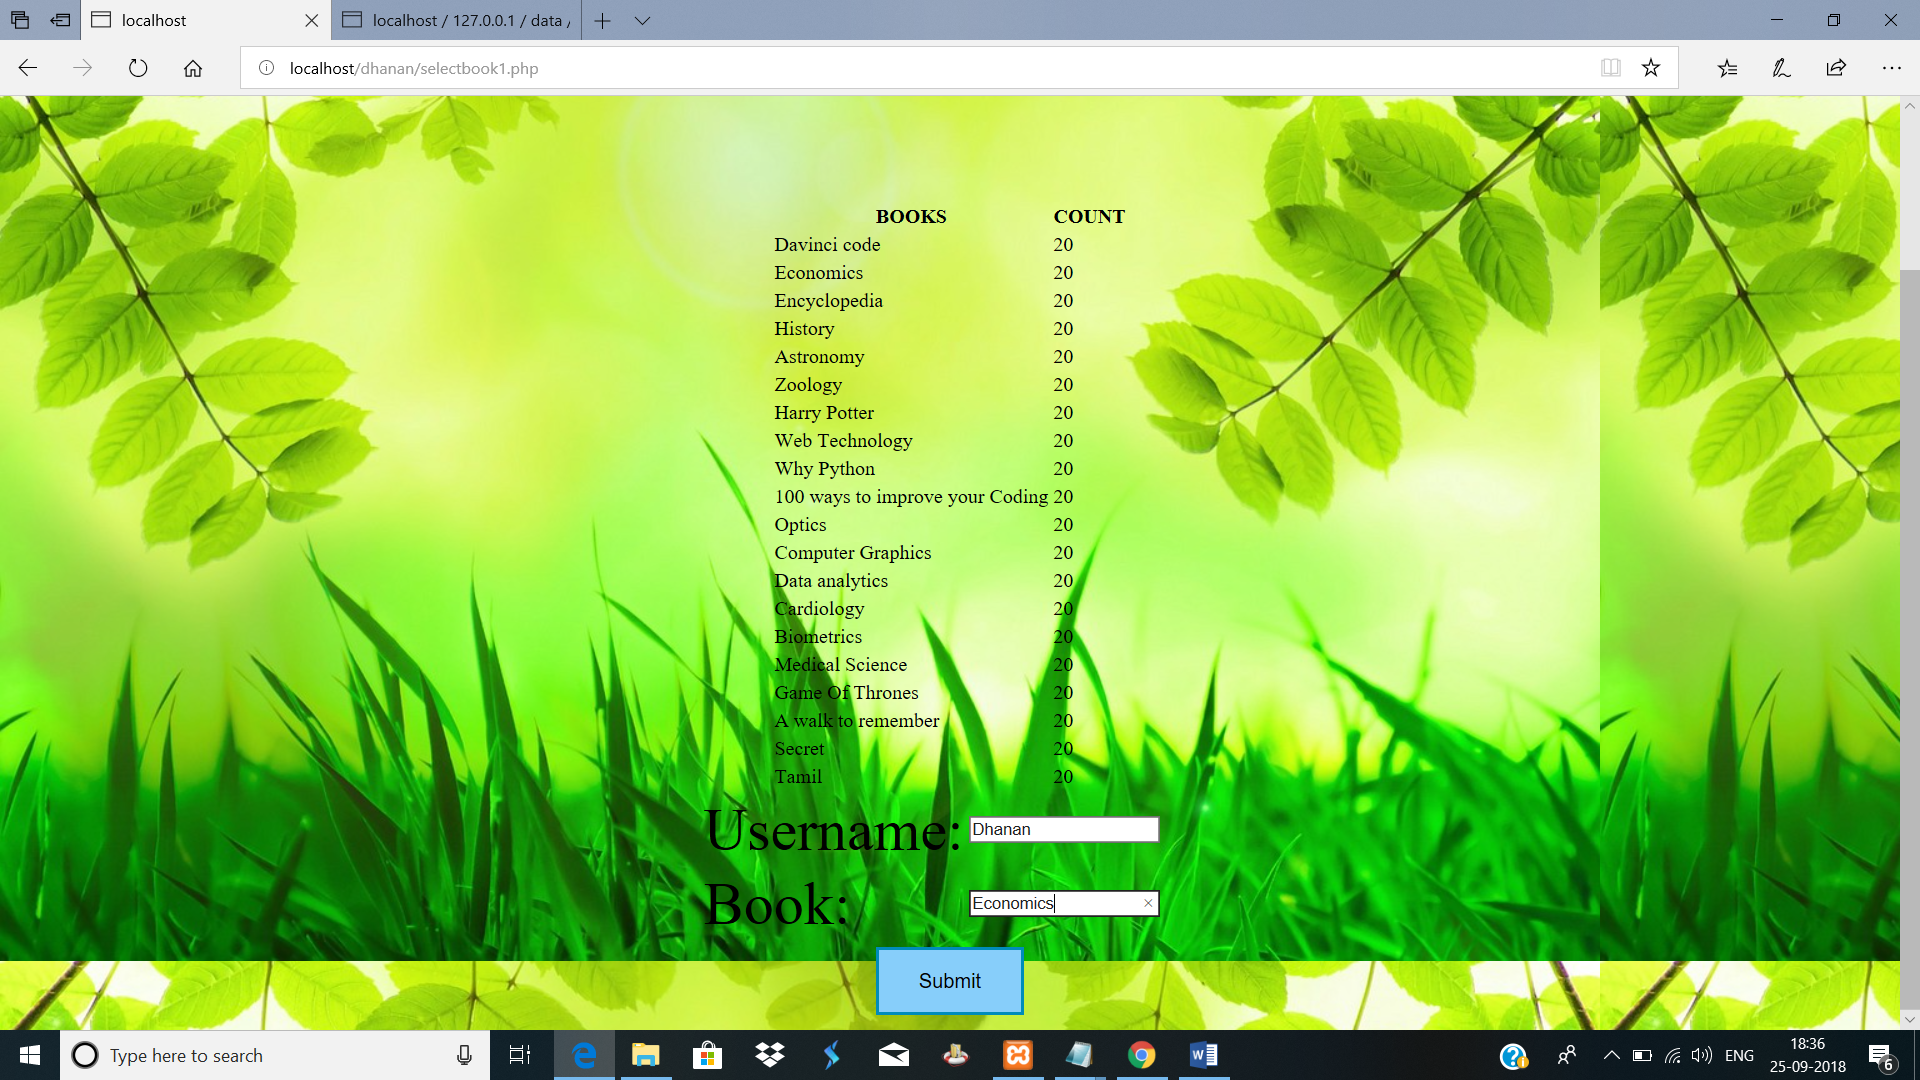 localhost
localhost / 127.0.0.1 / data /
localhost/dhanan/selectbook1.php
BOOKS COUNT
Davinci code 20
Economics 20
Encyclopedia 20
History 20
Astronomy 20
Zoology 20
Harry Potter 20
Web Technology 20
Why Python 20
100 ways to improve your Coding 20
Optics 20
Computer Graphics 20
Data analytics 20
Cardiology 20
Biometrics 20
Medical Science 20
Game Of Thrones 20
A walk to remember 20
Secret 20
Tamil 20
Username: Dhanan
Book: Economics
Submit
Type here to search
ENG
18:36
25-09-2018
6